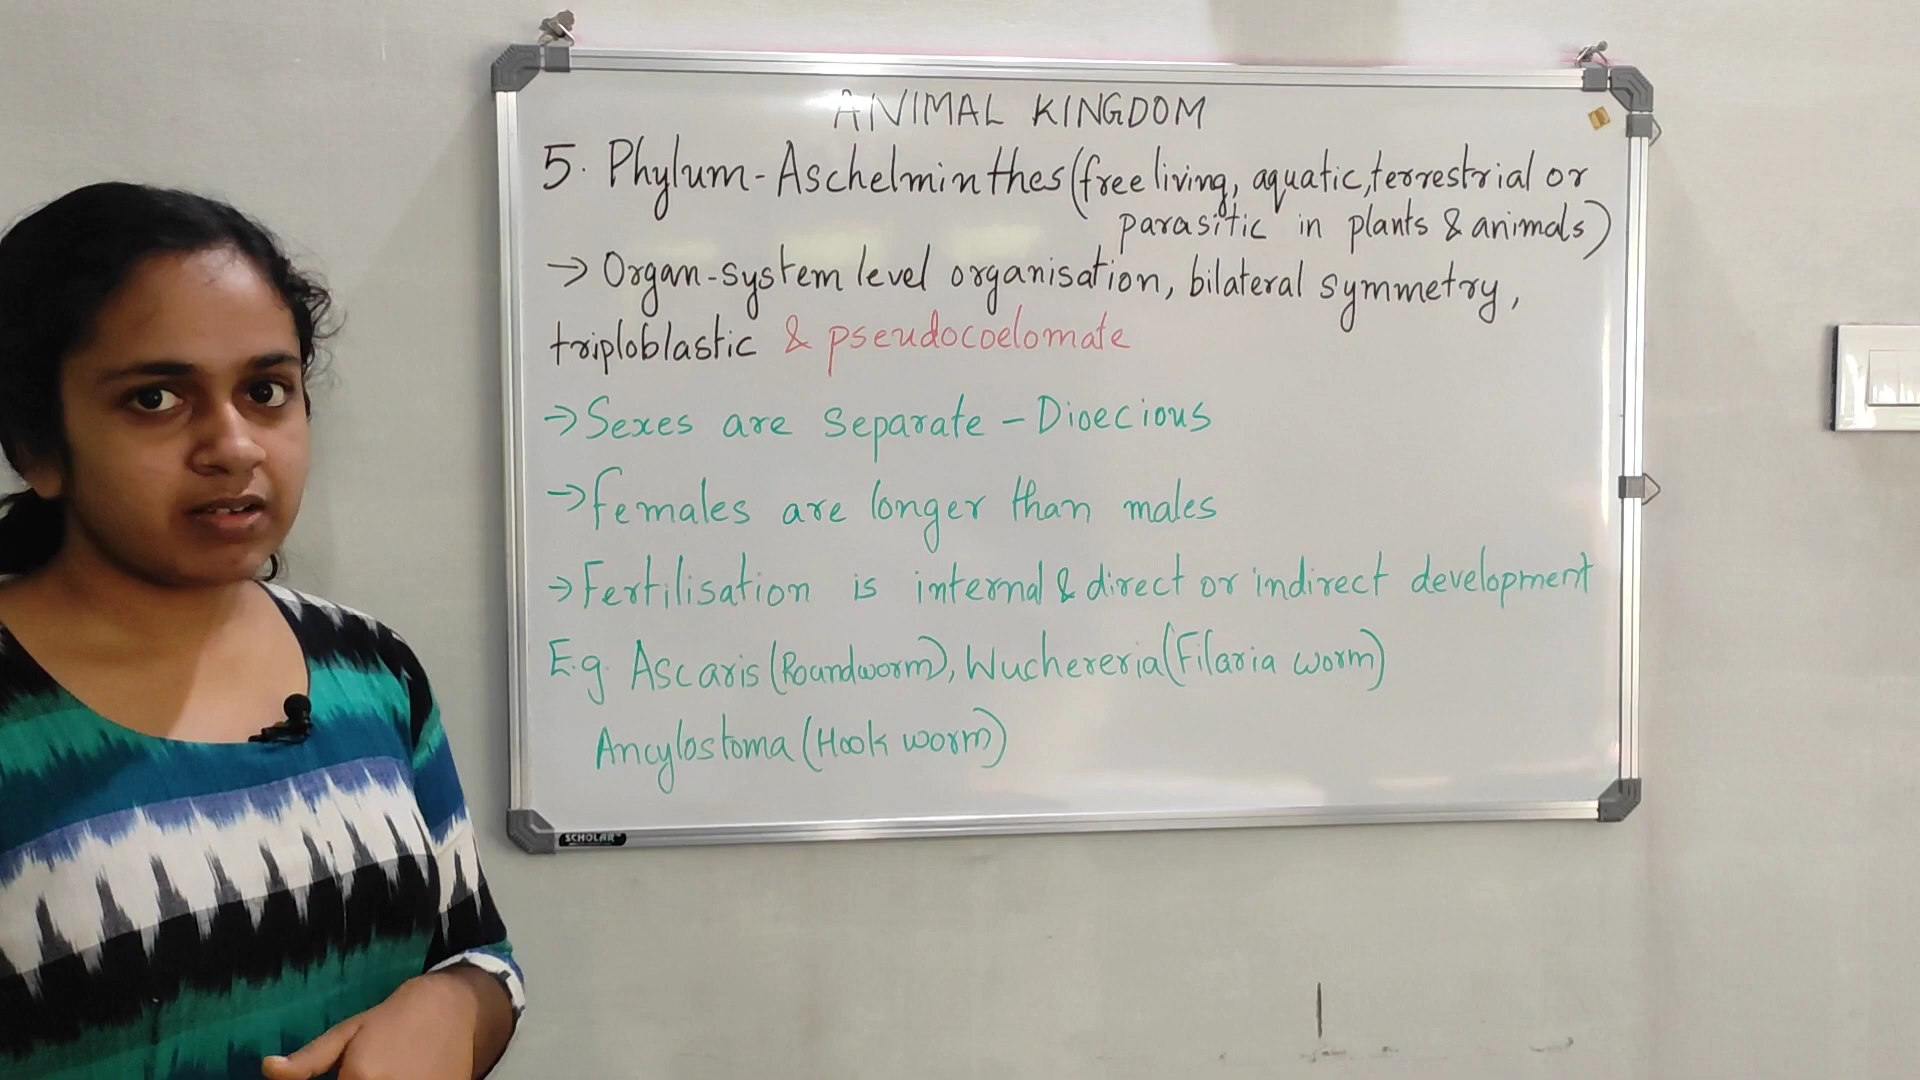 ANIMAL KINGDOM
5. Phylum-Aschelminthes (free living, aquatic, terrestrial or
parasitic in plants & animals)
→ Organ-system level organisation, bilateral symmetry,
triploblastic & pseudocoelomate
→ Sexes are separate - Dioecious
→ females are longer than males
→ Fertilisation is internal & direct or indirect development
E.g. Ascaris (Roundworm), Wuchereria (Filaria worm)
Ancylostoma (Hook worm)
SCHOLAR